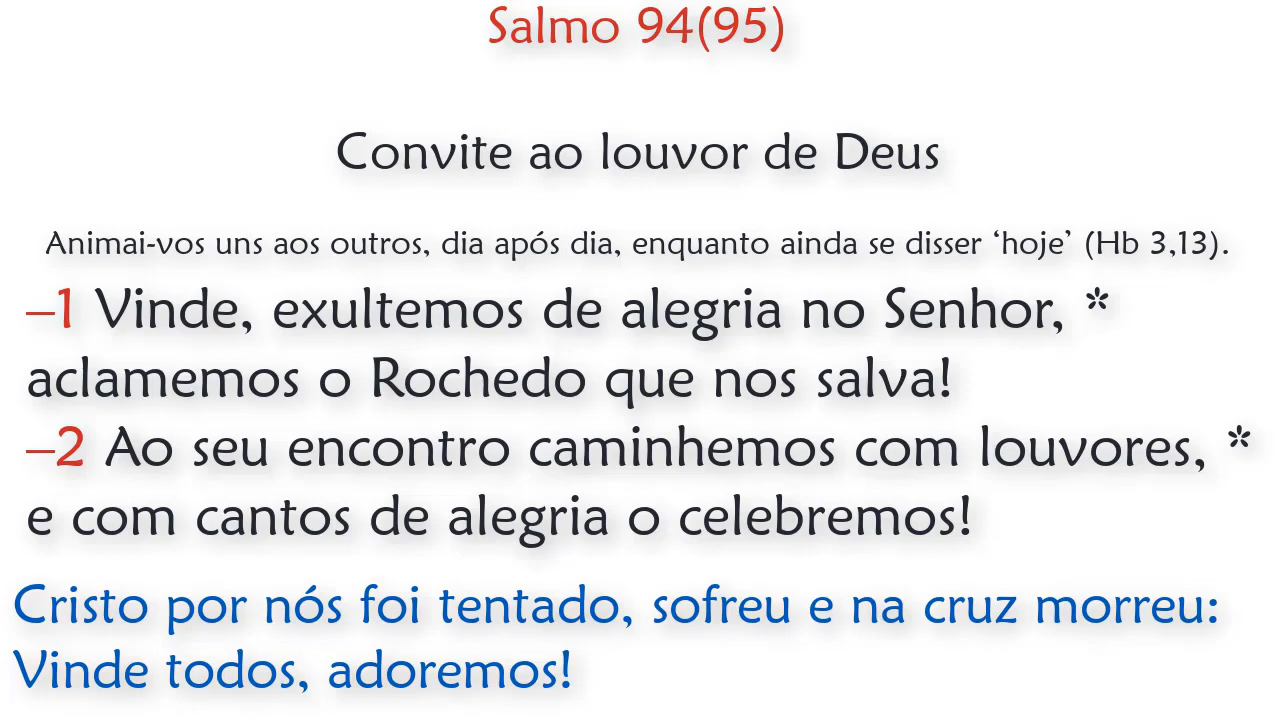 Salmo 94(95)
Convite ao louvor de Deus
Animai-vos uns aos outros, dia após dia, enquanto ainda se disser ‘hoje’ (Hb 3,13).
–1 Vinde, exultemos de alegria no Senhor, *
aclamemos o Rochedo que nos salva!
–2 Ao seu encontro caminhemos com louvores, *
e com cantos de alegria o celebremos!
Cristo por nós foi tentado, sofreu e na cruz morreu:
Vinde todos, adoremos!